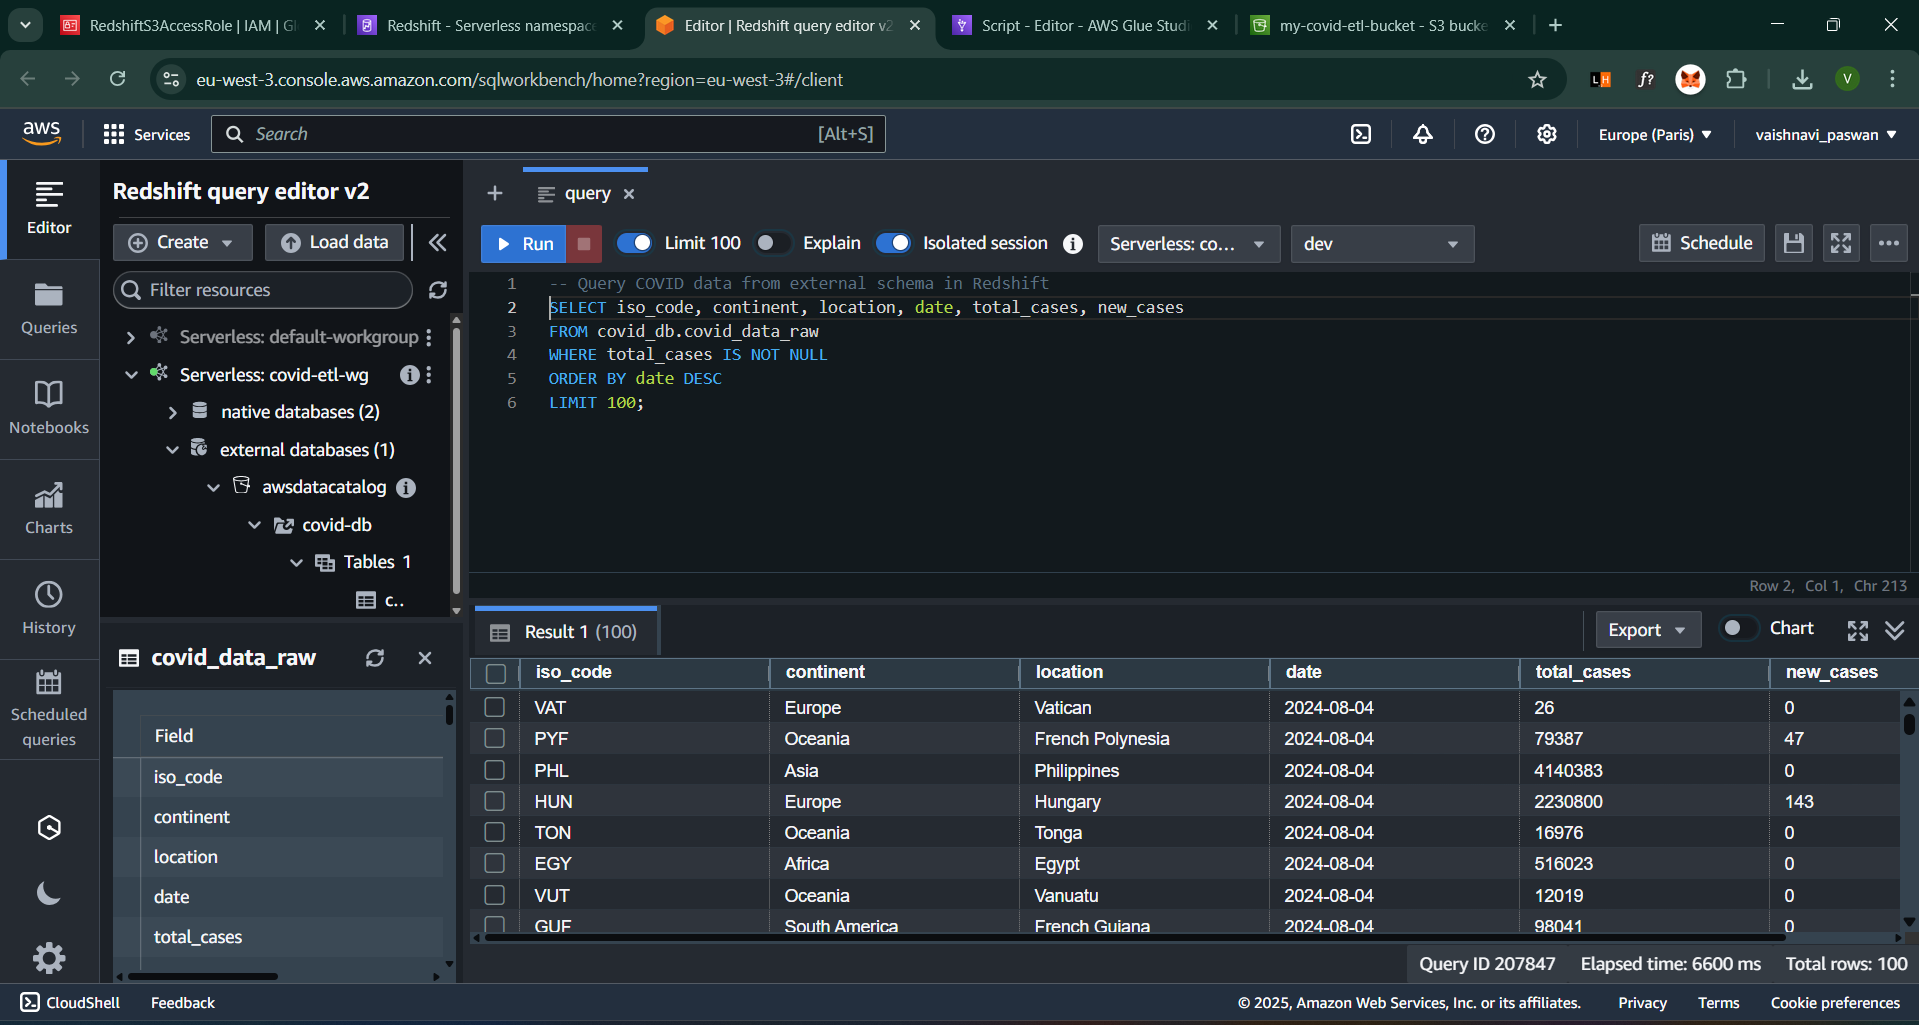 RedshiftS3AccessRole | IAM | Gl
Redshift - Serverless namespace
Editor | Redshift query editor v2
Script - Editor - AWS Glue Studi
my-covid-etl-bucket - S3 bucke
eu-west-3.console.aws.amazon.com/sqlworkbench/home?region=eu-west-3#/client
LH
f?
V
aws
Services
Search
[Alt+S]
Europe (Paris)
vaishnavi_paswan
Editor
Queries
Notebooks
Charts
History
Scheduled
queries
Redshift query editor v2
Create
Load data
Filter resources
Serverless: default-workgroup
Serverless: covid-etl-wg
native databases (2)
external databases (1)
awsdatacatalog
covid-db
Tables 1
c..
covid_data_raw
Field
iso_code
continent
location
date
total_cases
query
Run
Limit 100
Explain
Isolated session
Serverless: co...
dev
Schedule
1 -- Query COVID data from external schema in Redshift
2 SELECT iso_code, continent, location, date, total_cases, new_cases
3 FROM covid_db.covid_data_raw
4 WHERE total_cases IS NOT NULL
5 ORDER BY date DESC
6 LIMIT 100;
Row 2, Col 1, Chr 213
Result 1 (100)
Export
Chart
iso_code continent location date total_cases new_cases
VAT Europe Vatican 2024-08-04 26 0
PYF Oceania French Polynesia 2024-08-04 79387 47
PHL Asia Philippines 2024-08-04 4140383 0
HUN Europe Hungary 2024-08-04 2230800 143
TON Oceania Tonga 2024-08-04 16976 0
EGY Africa Egypt 2024-08-04 516023 0
VUT Oceania Vanuatu 2024-08-04 12019 0
GUF South America French Guiana 2024-08-04 98041 0
Query ID 207847 Elapsed time: 6600 ms Total rows: 100
CloudShell
Feedback
© 2025, Amazon Web Services, Inc. or its affiliates.
Privacy
Terms
Cookie preferences